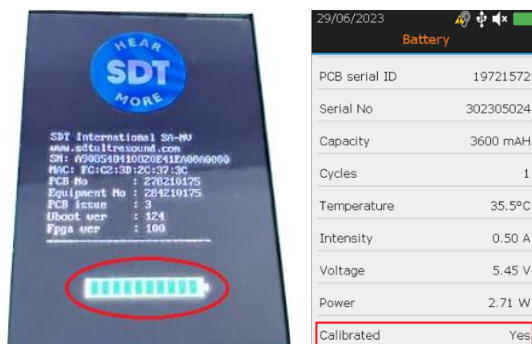 HEAR
SDT
MORE
SDT International SA-NV
www.sdtultrasound.com
SN: A9085484110820E41EA00A0000
MAC: FC:C2:3D:2C:37:3C
PCB No : 278210175
Equipment No : 284210175
PCB issue : 3
Uboot ver : 124
Fpga ver : 100
29/06/2023
Battery
PCB serial ID 19721572
Serial No 302305024
Capacity 3600 mAH
Cycles 1
Temperature 35.5°C
Intensity 0.50 A
Voltage 5.45 V
Power 2.71 W
Calibrated Yes